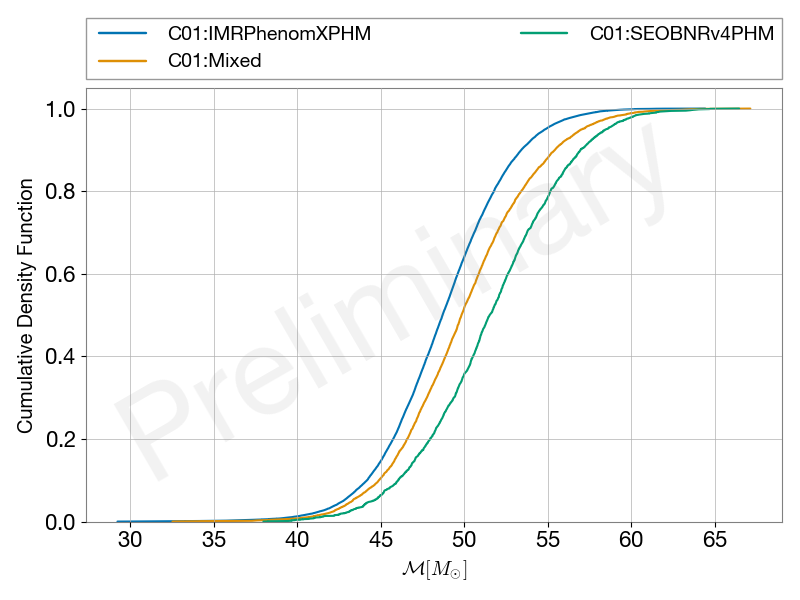 C01:IMRPhenomXPHM
C01:Mixed
C01:SEOBNRv4PHM
Cumulative Density Function
1.0
0.8
0.6
0.4
0.2
0.0
Preliminary
30 35 40 45 50 55 60 65
ℳ[M⊙]